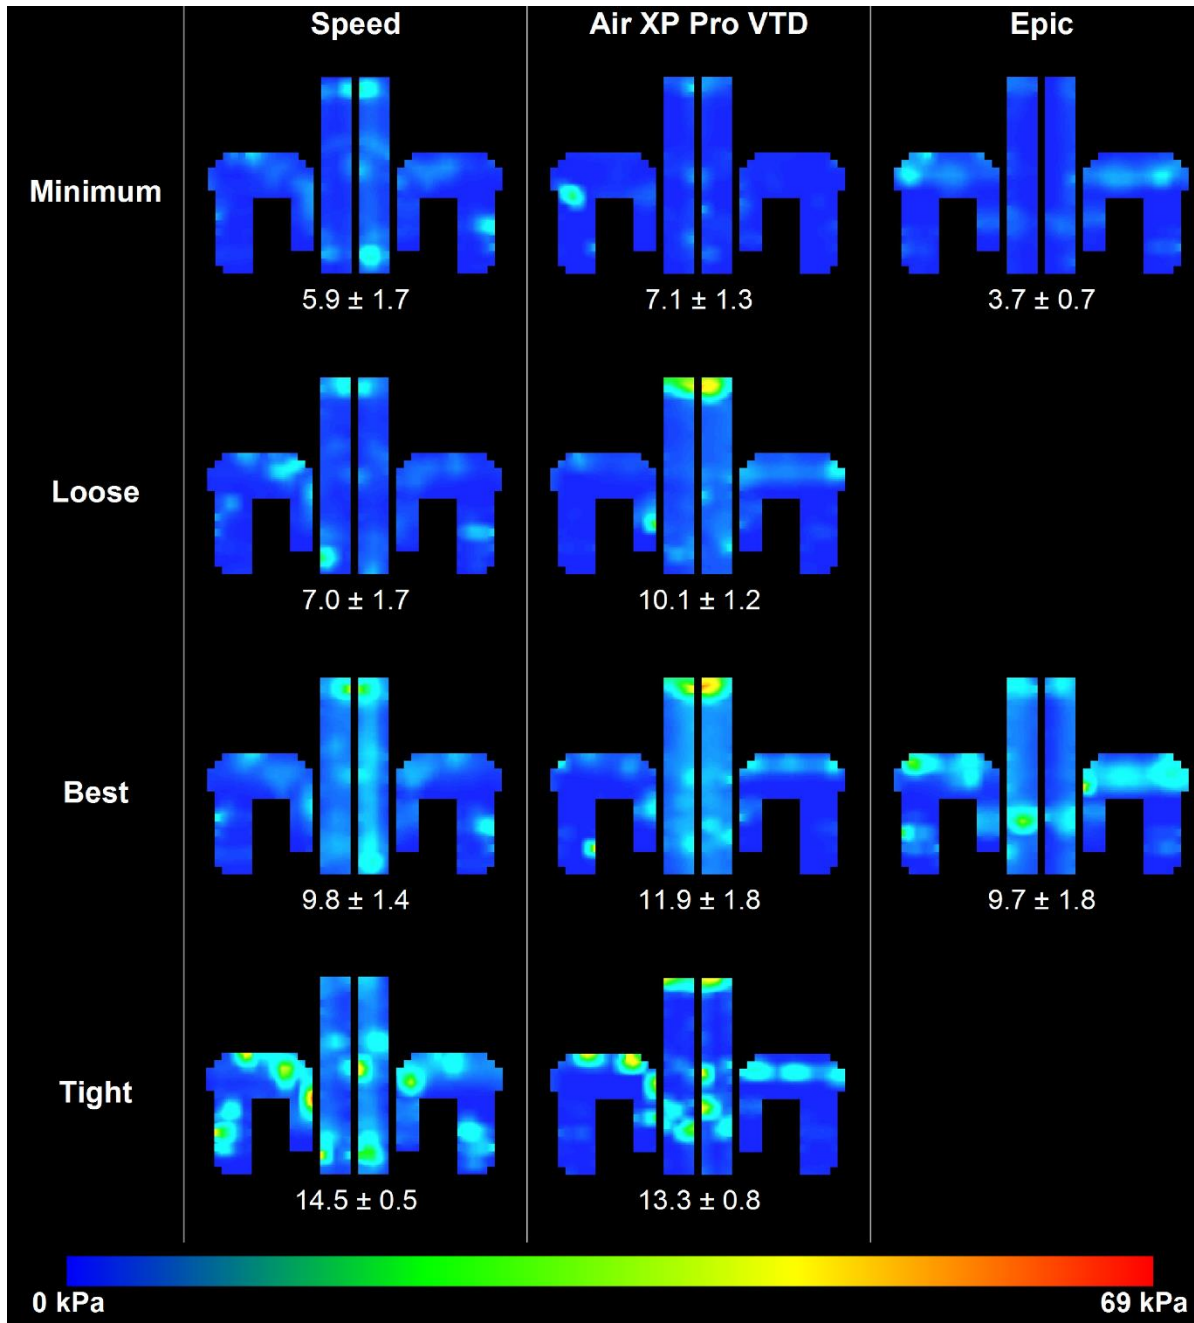 Speed Air XP Pro VTD Epic
Minimum
5.9 ± 1.7 7.1 ± 1.3 3.7 ± 0.7
Loose
7.0 ± 1.7 10.1 ± 1.2
Best
9.8 ± 1.4 11.9 ± 1.8 9.7 ± 1.8
Tight
14.5 ± 0.5 13.3 ± 0.8
0 kPa 69 kPa